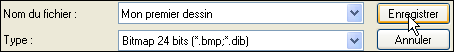 Nom du fichier : Mon premier dessin Enregistrer
Type : Bitmap 24 bits (*.bmp;*.dib) Annuler